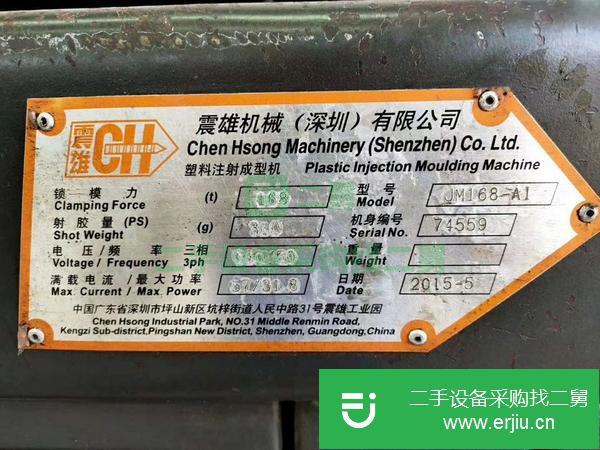 震雄 CH
震雄机械（深圳）有限公司
Chen Hsong Machinery (Shenzhen) Co. Ltd.
塑料注射成型机 Plastic Injection Moulding Machine
锁模力 (t) 168 型号 JM168-AI
Clamping Force Model
射胶量 (PS) (g) 机身编号 74559
Shot Weight Serial No.
电压/频率 三相 重量
Voltage / Frequency 3ph Weight
满载电流/最大功率 日期 2015-5
Max. Current / Max. Power Date
中国广东省深圳市坪山新区坑梓街道人民中路31号震雄工业园
Chen Hsong Industrial Park, NO.31 Middle Renmin Road,
Kengzi Sub-district,Pingshan New District, Shenzhen, Guangdong,China
二手设备采购找二舅
www.erjiu.cn